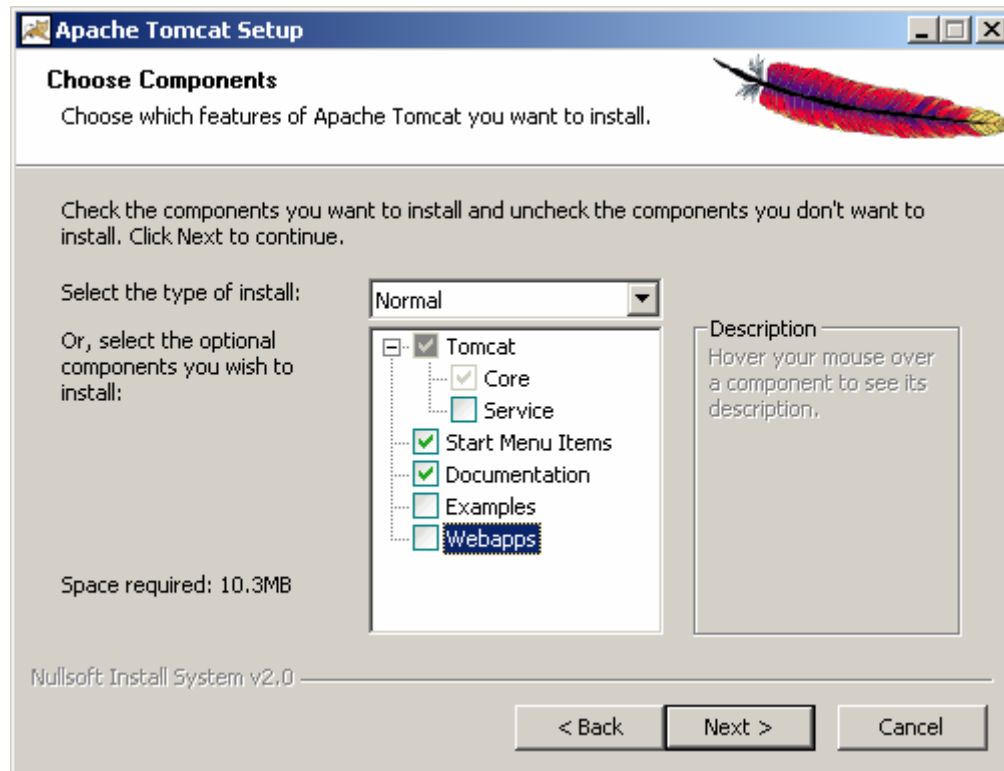 Apache Tomcat Setup
Choose Components
Choose which features of Apache Tomcat you want to install.
Check the components you want to install and uncheck the components you don't want to
install. Click Next to continue.
Select the type of install:
Normal
Or, select the optional
components you wish to
install:
Tomcat
Core
Service
Start Menu Items
Documentation
Examples
Webapps
Description
Hover your mouse over
a component to see its
description.
Space required: 10.3MB
Nullsoft Install System v2.0
< Back
Next >
Cancel